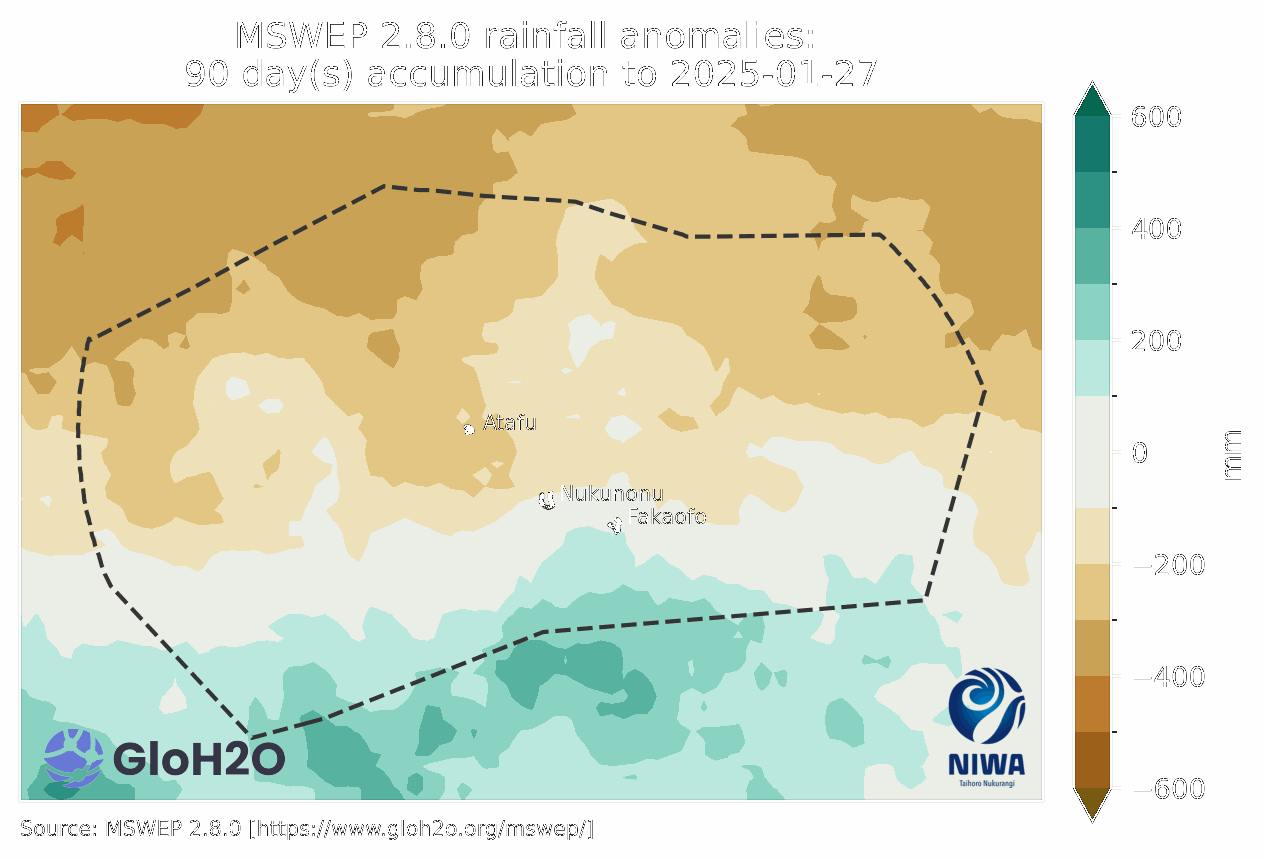 MSWEP 2.8.0 rainfall anomalies:
90 day(s) accumulation to 2025-01-27
600
400
200
0
−200
−400
−600
mm
Atafu
Nukunonu
Fakaofo
GloH2O
NIWA
Taihoro Nukurangi
Source: MSWEP 2.8.0 [https://www.gloh2o.org/mswep/]